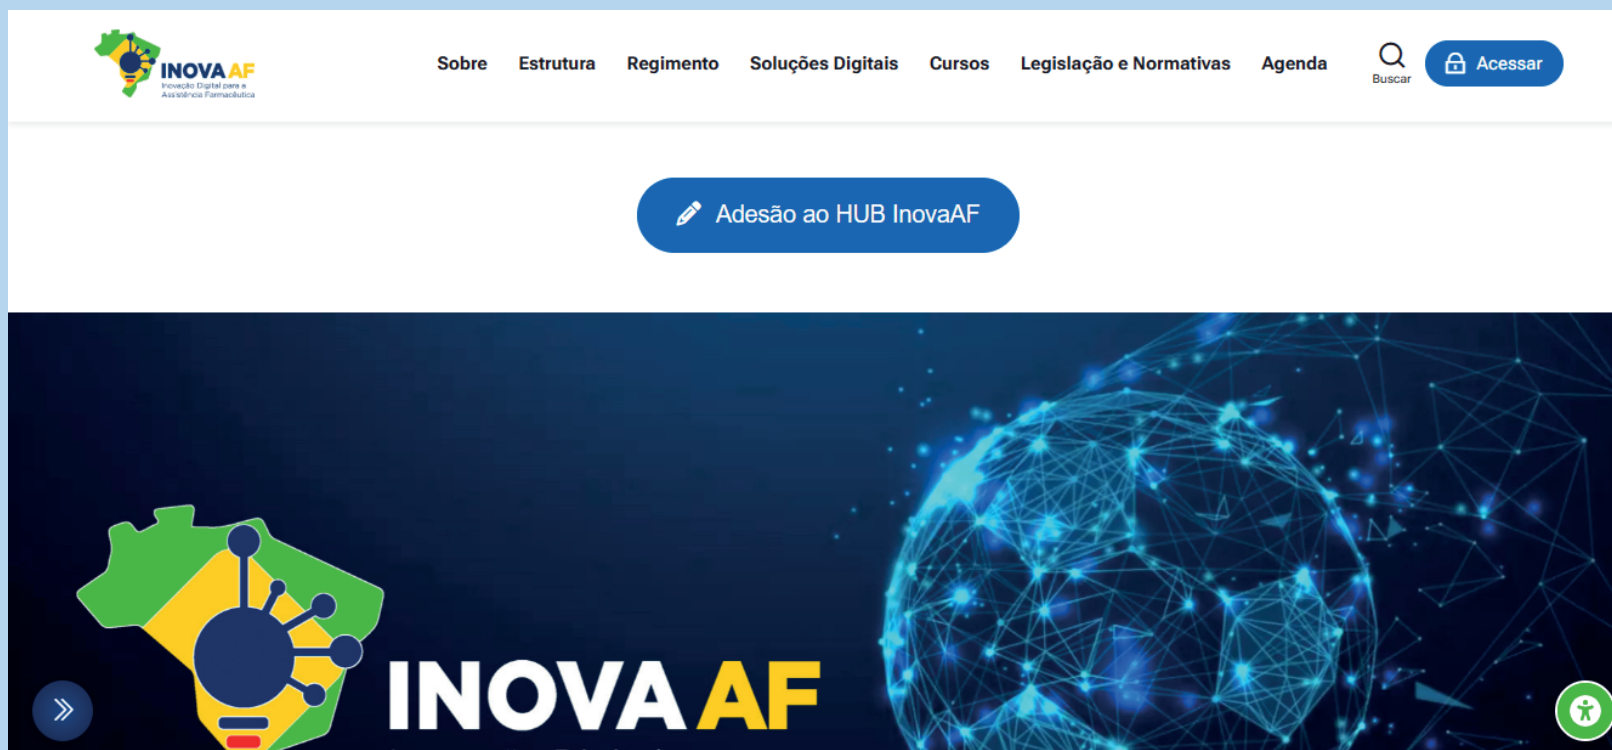 INOVA AF
Inovação Digital para a
Assistência Farmacêutica
Sobre Estrutura Regimento Soluções Digitais Cursos Legislação e Normativas Agenda
Buscar
Acessar
Adesão ao HUB InovaAF
INOVA AF